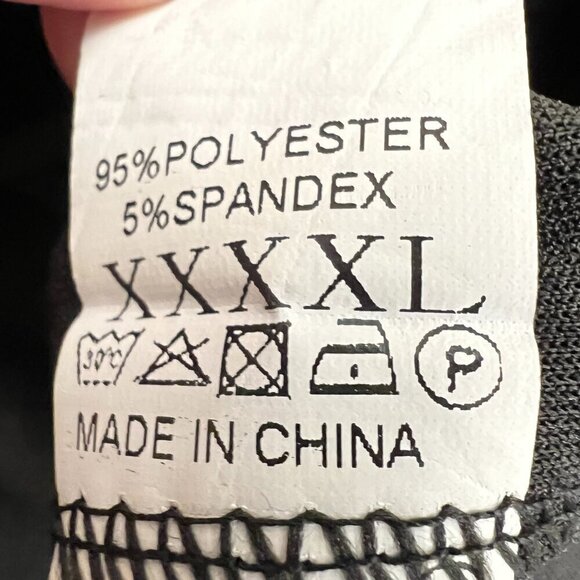 95%POLYESTER
5%SPANDEX
XXXXL
30°C P
MADE IN CHINA